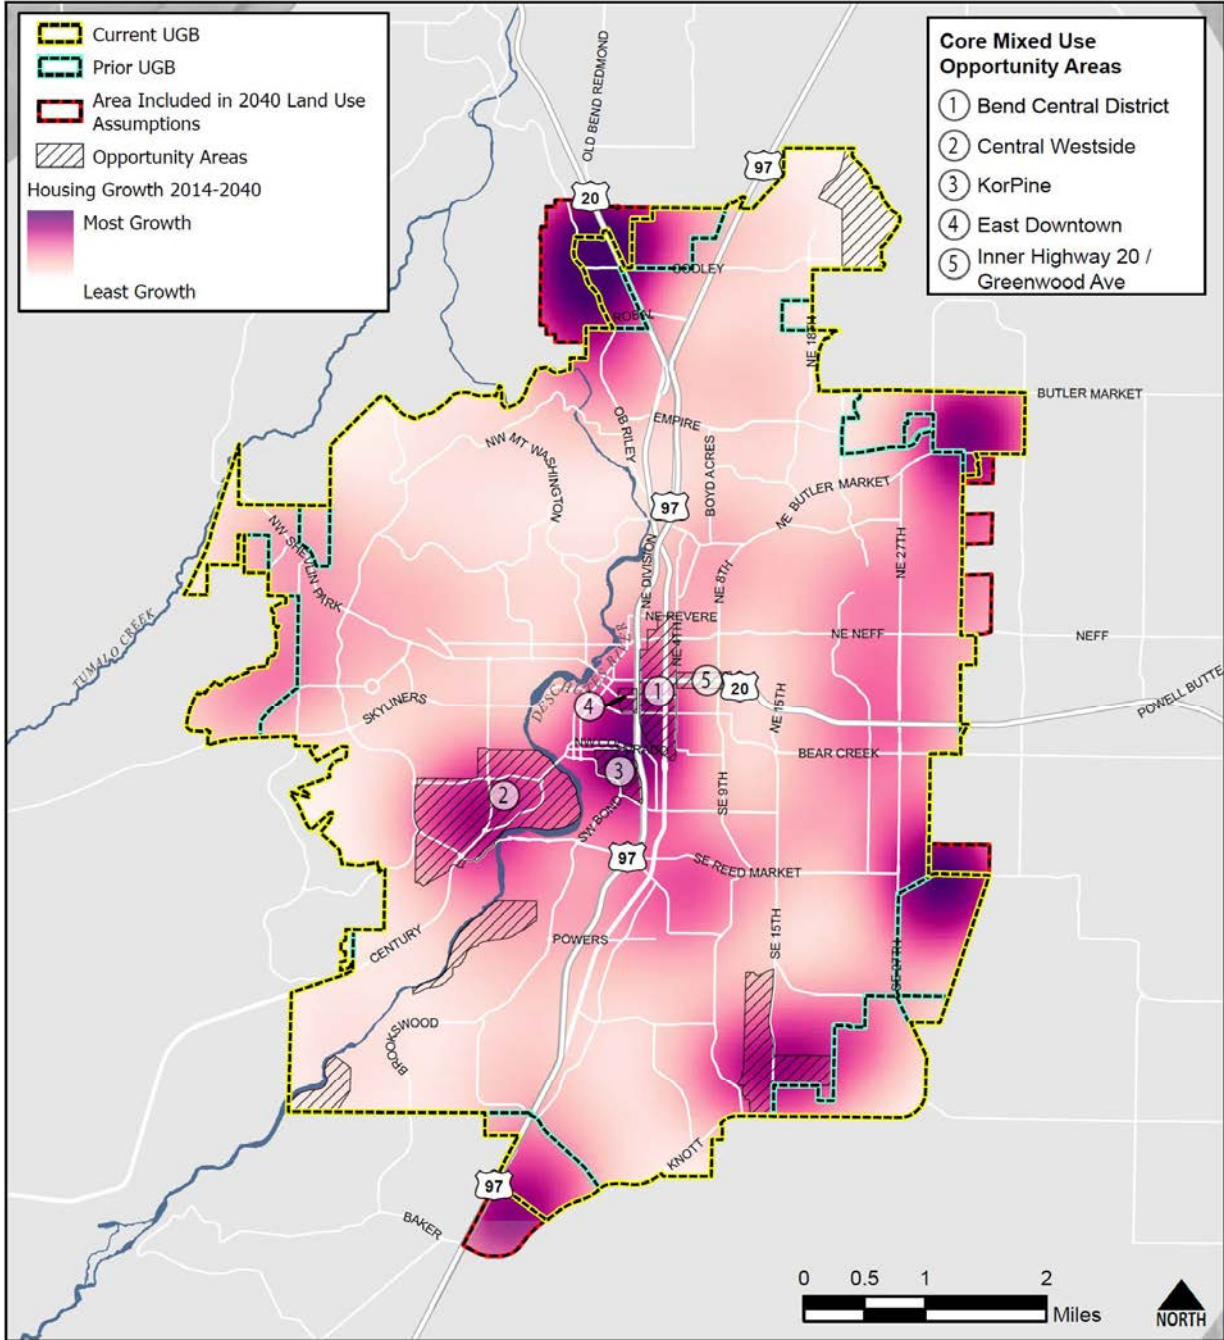 Current UGB
Prior UGB
Area Included in 2040 Land Use
Assumptions
Opportunity Areas
Housing Growth 2014-2040
Most Growth
Least Growth
Core Mixed Use
Opportunity Areas
1 Bend Central District
2 Central Westside
3 KorPine
4 East Downtown
5 Inner Highway 20 /
Greenwood Ave
OLD BEND REDMOND
97
20
COOLEY
ROBAL
NE 18TH
BUTLER MARKET
OB RILEY
EMPIRE
NW MT WASHINGTON
BOYD ACRES
NE BUTLER MARKET
97
NW SHEVLIN PARK
NE DIVISION
NE 27TH
NE 8TH
TUMALO CREEK
NE REVERE
NE 4TH
NE NEFF
NEFF
DESCHUTES RIVER
SKYLINERS
1
5
20
4
NE 15TH
POWELL BUTTE
NW COLORADO
BEAR CREEK
3
2
SE 9TH
SW BOND
97
SE REED MARKET
CENTURY
POWERS
SE 15TH
SE 27TH
BROOKSWOOD
KNOTT
97
BAKER
0 0.5 1 2
Miles
NORTH